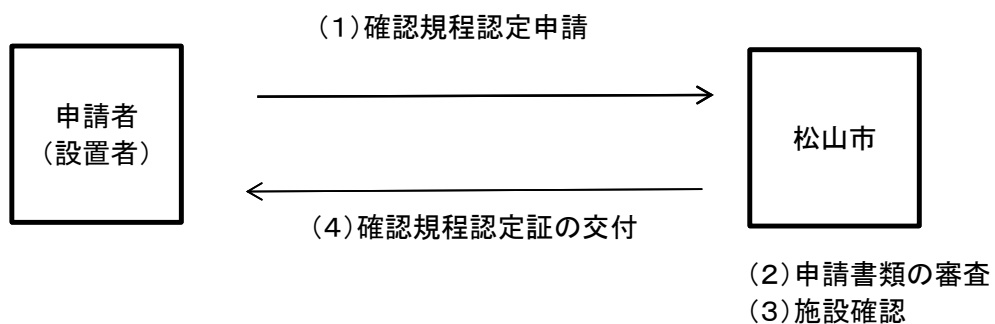 (1)確認規程認定申請
申請者
(設置者)
松山市
(4)確認規程認定証の交付
(2)申請書類の審査
(3)施設確認